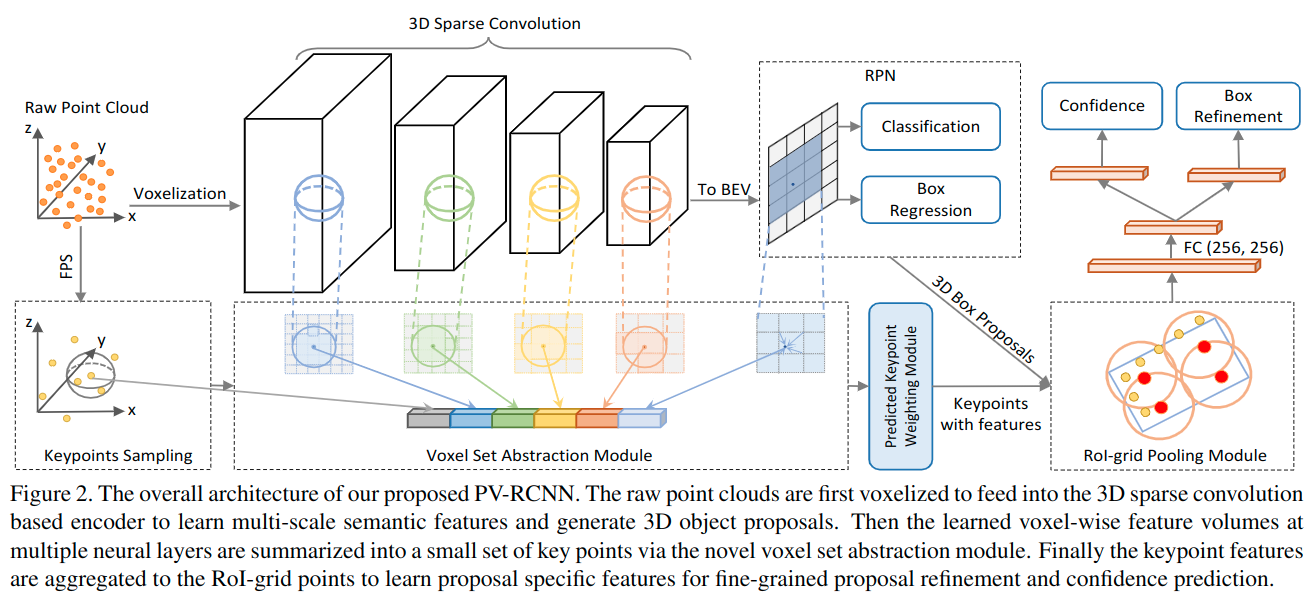 3D Sparse Convolution
Raw Point Cloud
z
y
x
Voxelization
FPS
To BEV
RPN
Classification
Box
Regression
Confidence
Box
Refinement
FC (256, 256)
3D Box Proposals
z
y
x
Keypoints Sampling
Voxel Set Abstraction Module
Predicted Keypoint
Weighting Module
Keypoints
with features
RoI-grid Pooling Module
Figure 2. The overall architecture of our proposed PV-RCNN. The raw point clouds are first voxelized to feed into the 3D sparse convolution
based encoder to learn multi-scale semantic features and generate 3D object proposals. Then the learned voxel-wise feature volumes at
multiple neural layers are summarized into a small set of key points via the novel voxel set abstraction module. Finally the keypoint features
are aggregated to the RoI-grid points to learn proposal specific features for fine-grained proposal refinement and confidence prediction.